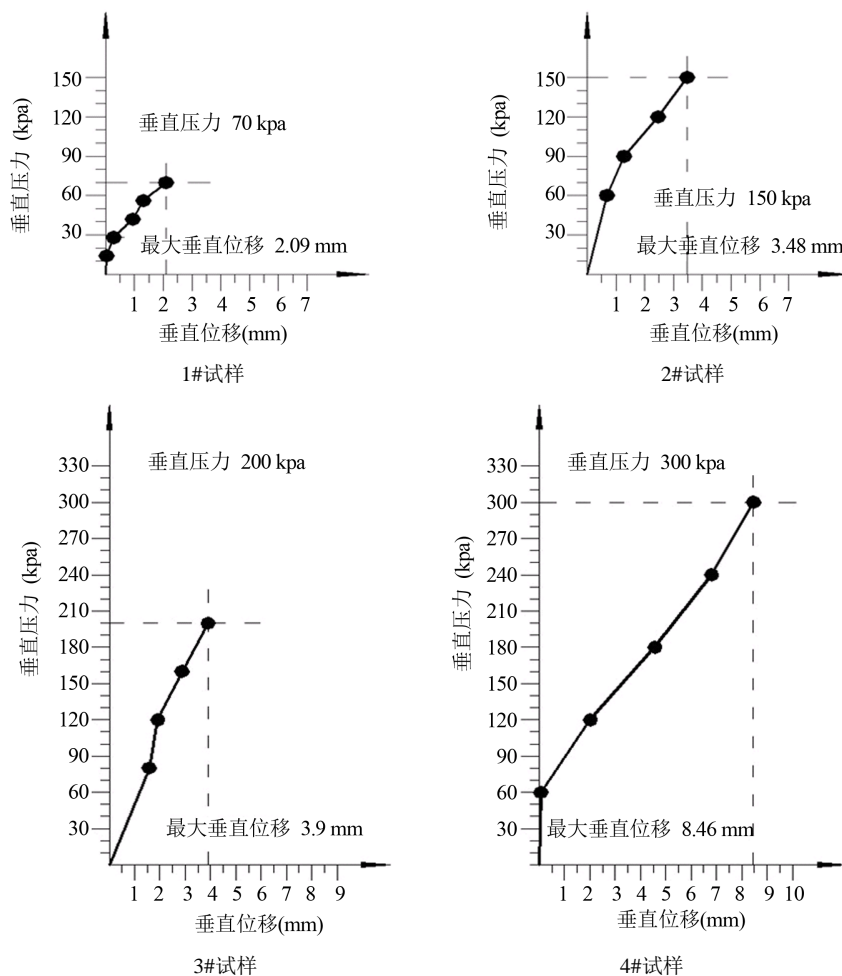 150
120
90
60
30
垂直压力 (kpa)
垂直压力 70 kpa
最大垂直位移 2.09 mm
1 2 3 4 5 6 7
垂直位移(mm)
1#试样
150
120
90
60
30
垂直压力 (kpa)
垂直压力 150 kpa
最大垂直位移 3.48 mm
1 2 3 4 5 6 7
垂直位移(mm)
2#试样
330
300
270
240
210
180
150
120
90
60
30
垂直压力 (kpa)
垂直压力 200 kpa
最大垂直位移 3.9 mm
1 2 3 4 5 6 7 8 9
垂直位移(mm)
3#试样
330
300
270
240
210
180
150
120
90
60
30
垂直压力 (kpa)
垂直压力 300 kpa
最大垂直位移 8.46 mm
1 2 3 4 5 6 7 8 9 10
垂直位移(mm)
4#试样